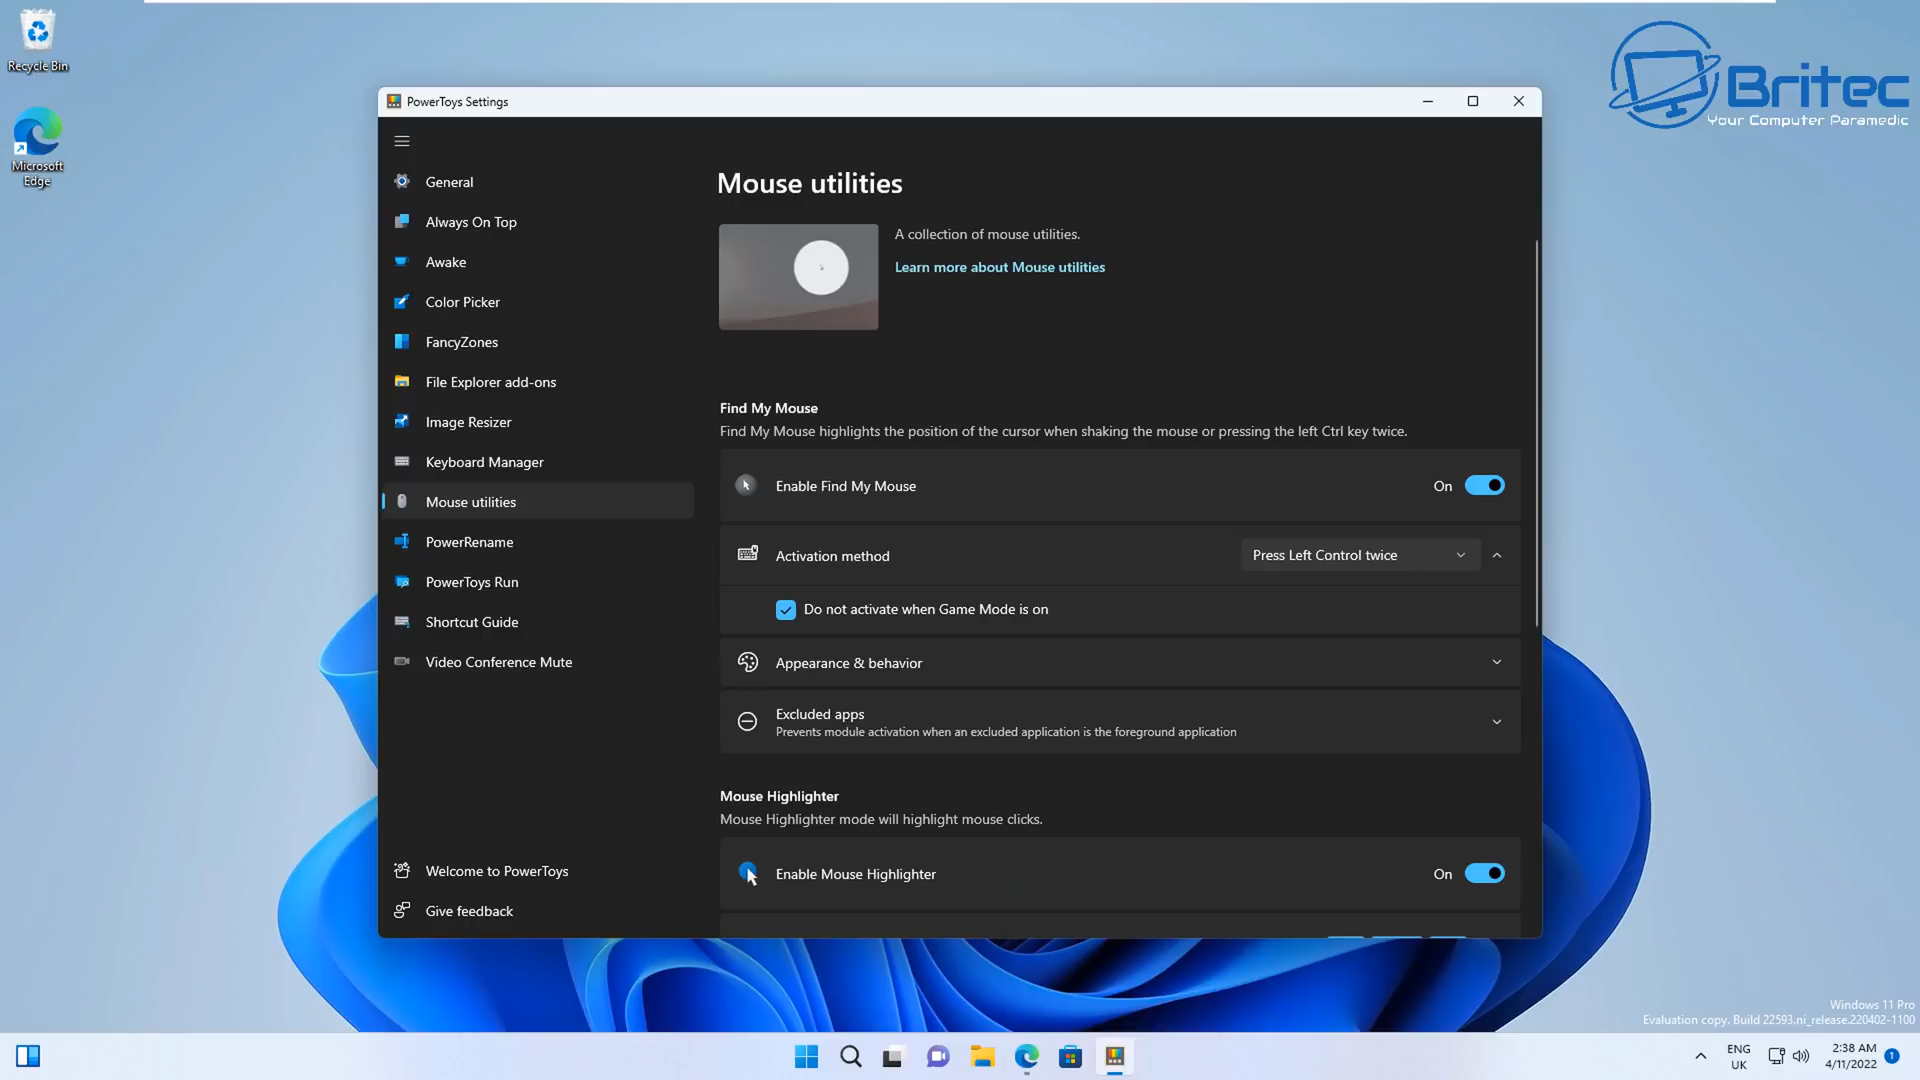 Recycle Bin
Microsoft
Edge
Britec
Your Computer Paramedic
PowerToys Settings
General
Always On Top
Awake
Color Picker
FancyZones
File Explorer add-ons
Image Resizer
Keyboard Manager
Mouse utilities
PowerRename
PowerToys Run
Shortcut Guide
Video Conference Mute
Welcome to PowerToys
Give feedback
Mouse utilities
A collection of mouse utilities.
Learn more about Mouse utilities
Find My Mouse
Find My Mouse highlights the position of the cursor when shaking the mouse or pressing the left Ctrl key twice.
Enable Find My Mouse
On
Activation method
Press Left Control twice
Do not activate when Game Mode is on
Appearance & behavior
Excluded apps
Prevents module activation when an excluded application is the foreground application
Mouse Highlighter
Mouse Highlighter mode will highlight mouse clicks.
Enable Mouse Highlighter
On
Windows 11 Pro
Evaluation copy. Build 22593.ni_release.220402-1100
ENG
UK
2:38 AM
4/11/2022
1